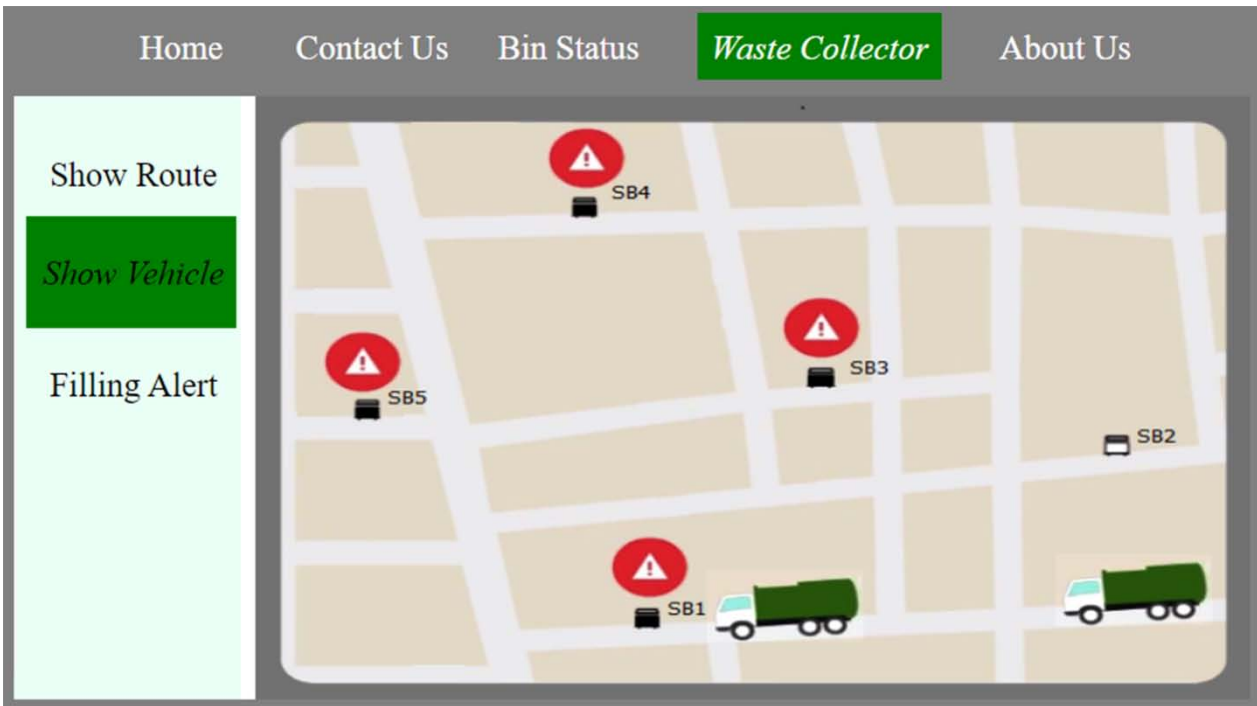 Home Contact Us Bin Status Waste Collector About Us
Show Route
Show Vehicle
Filling Alert
SB4
SB3
SB5
SB2
SB1